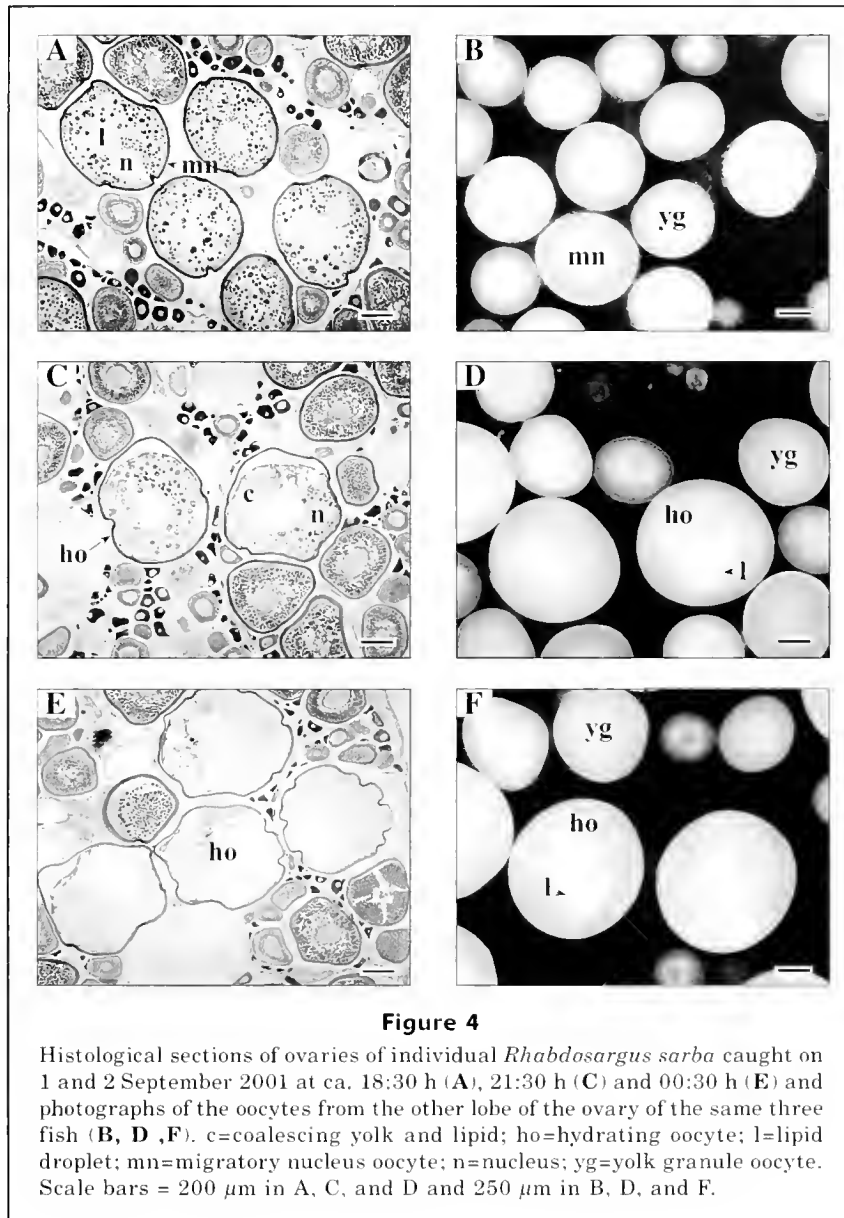 A
l
n
mn
B
yg
mn
C
c
n
ho
D
yg
ho
l
E
ho
F
yg
ho
l
Figure 4
Histological sections of ovaries of individual Rhabdosargus sarba caught on
1 and 2 September 2001 at ca. 18:30 h (A), 21:30 h (C) and 00:30 h (E) and
photographs of the oocytes from the other lobe of the ovary of the same three
fish (B, D ,F). c=coalescing yolk and lipid; ho=hydrating oocyte; l=lipid
droplet; mn=migratory nucleus oocyte; n=nucleus; yg=yolk granule oocyte.
Scale bars = 200 μm in A, C, and D and 250 μm in B, D, and F.